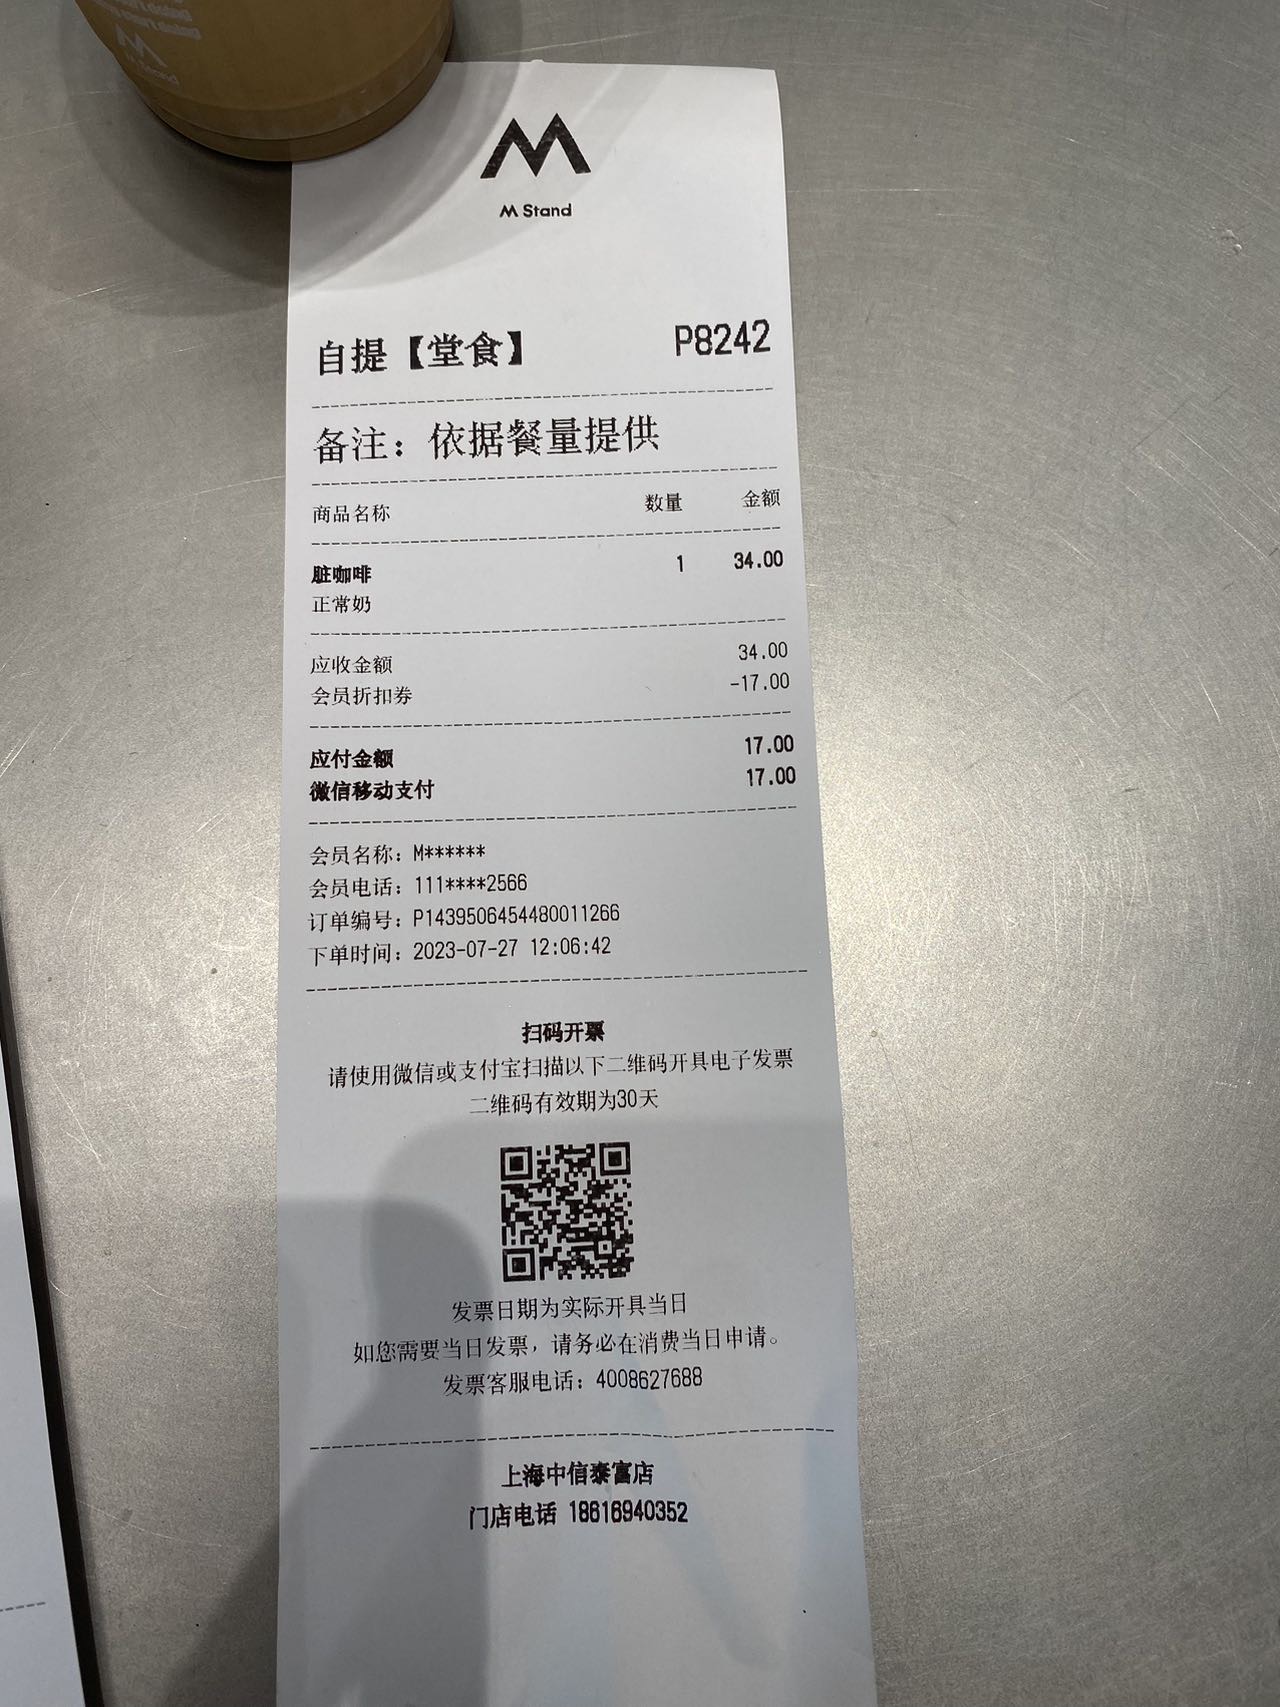 M Stand
M Stand
自提【堂食】 P8242
备注：依据餐量提供
商品名称 数量 金额
脏咖啡 1 34.00
正常奶
应收金额 34.00
会员折扣券 -17.00
应付金额 17.00
微信移动支付 17.00
会员名称：M******
会员电话：111****2566
订单编号：P1439506454480011266
下单时间：2023-07-27 12:06:42
扫码开票
请使用微信或支付宝扫描以下二维码开具电子发票
二维码有效期为30天
发票日期为实际开具当日
如您需要当日发票，请务必在消费当日申请。
发票客服电话：4008627688
上海中信泰富店
门店电话 18616940352